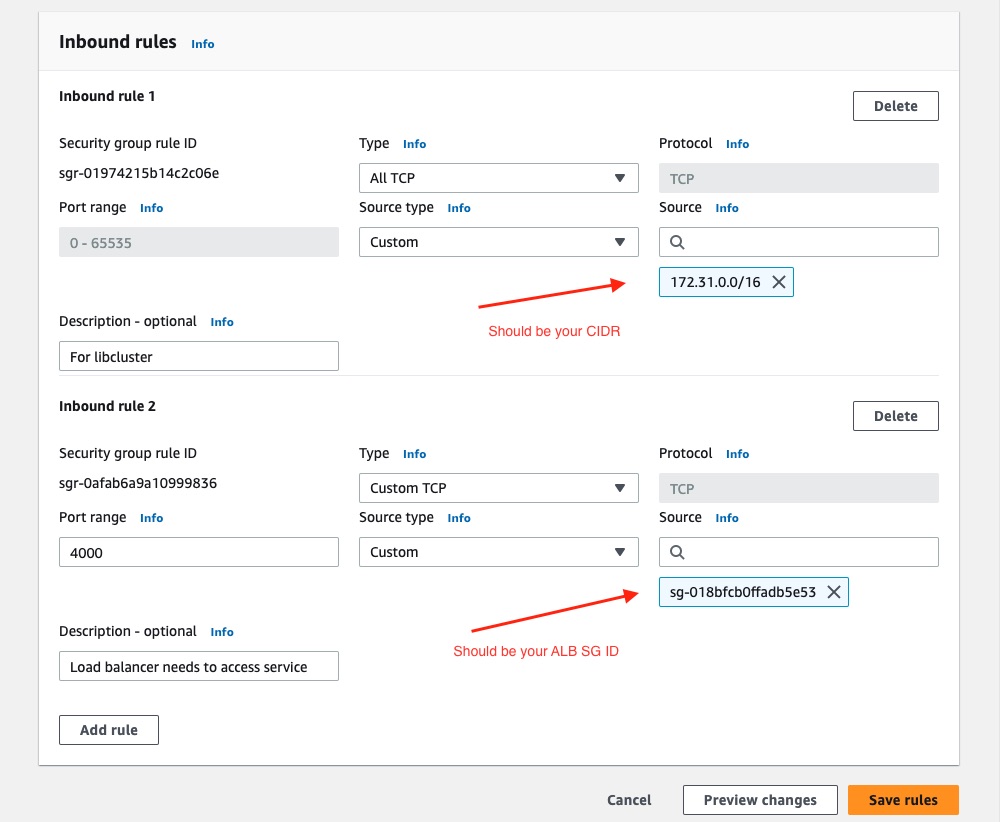 Inbound rules Info
Inbound rule 1
Delete
Security group rule ID
sgr-01974215b14c2c06e
Type Info
All TCP
Protocol Info
TCP
Port range Info
0 - 65535
Source type Info
Custom
Source Info
172.31.0.0/16
Should be your CIDR
Description - optional Info
For libcluster
Inbound rule 2
Delete
Security group rule ID
sgr-0afab6a9a10999836
Type Info
Custom TCP
Protocol Info
TCP
Port range Info
4000
Source type Info
Custom
Source Info
sg-018bfcb0ffadb5e53
Should be your ALB SG ID
Description - optional Info
Load balancer needs to access service
Add rule
Cancel
Preview changes
Save rules